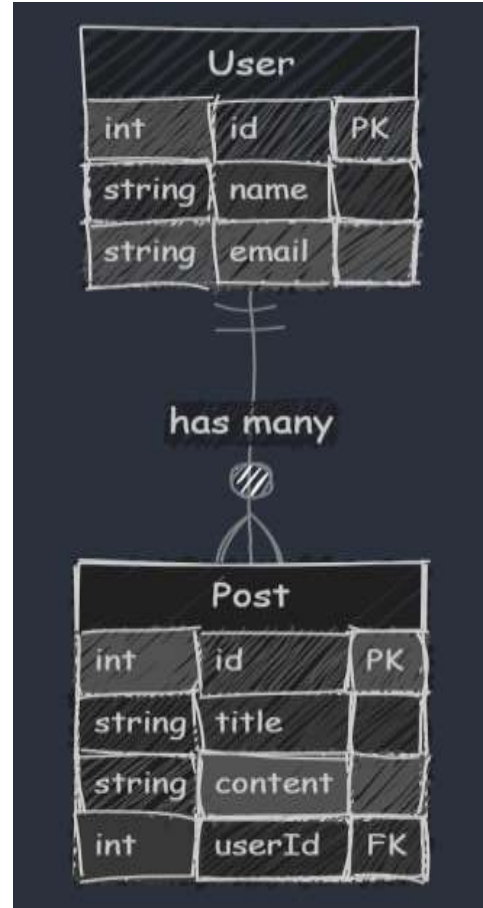 User
int id PK
string name
string email
has many
Post
int id PK
string title
string content
int userId FK